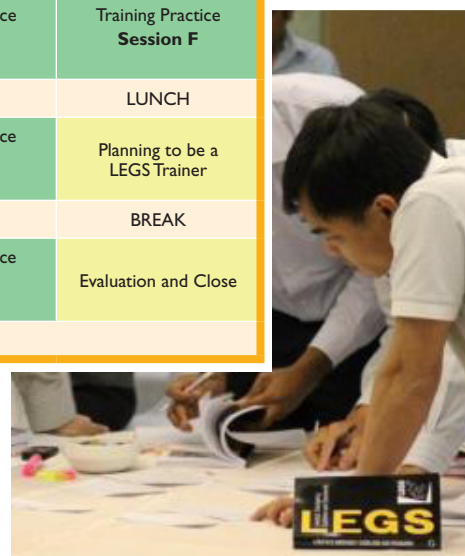 ce
Training Practice
Session F
LUNCH
ce
Planning to be a
LEGS Trainer
BREAK
ce
Evaluation and Close
LEGS